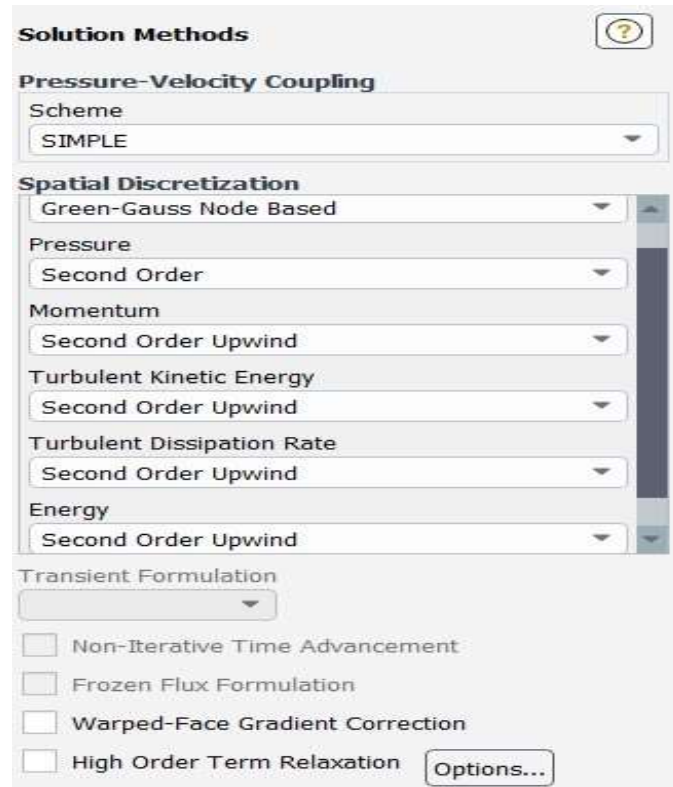 Solution Methods
?
Pressure-Velocity Coupling
Scheme
SIMPLE
Spatial Discretization
Green-Gauss Node Based
Pressure
Second Order
Momentum
Second Order Upwind
Turbulent Kinetic Energy
Second Order Upwind
Turbulent Dissipation Rate
Second Order Upwind
Energy
Second Order Upwind
Transient Formulation
Non-Iterative Time Advancement
Frozen Flux Formulation
Warped-Face Gradient Correction
High Order Term Relaxation Options...